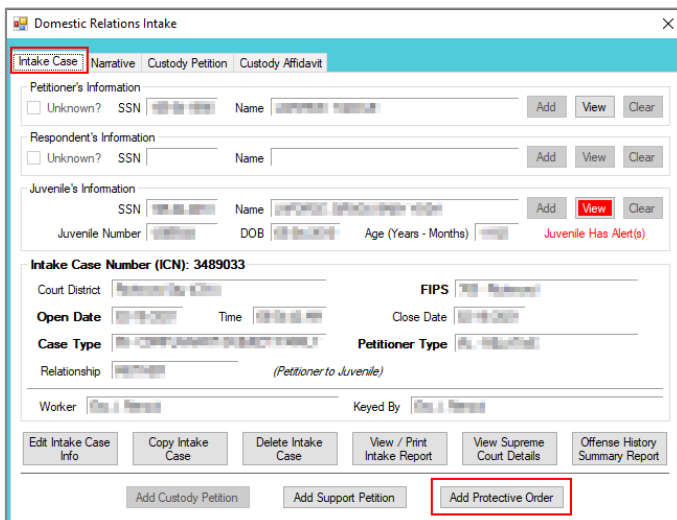 Domestic Relations Intake
Intake Case Narrative Custody Petition Custody Affidavit
Petitioner's Information
Unknown? SSN Name Add View Clear
Respondent's Information
Unknown? SSN Name Add View Clear
Juvenile's Information
SSN Name Add View Clear
Juvenile Number DOB Age (Years - Months) Juvenile Has Alert(s)
Intake Case Number (ICN): 3489033
Court District FIPS
Open Date Time Close Date
Case Type Petitioner Type
Relationship (Petitioner to Juvenile)
Worker Keyed By
Edit Intake Case Info Copy Intake Case Delete Intake Case View / Print Intake Report View Supreme Court Details Offense History Summary Report
Add Custody Petition Add Support Petition Add Protective Order